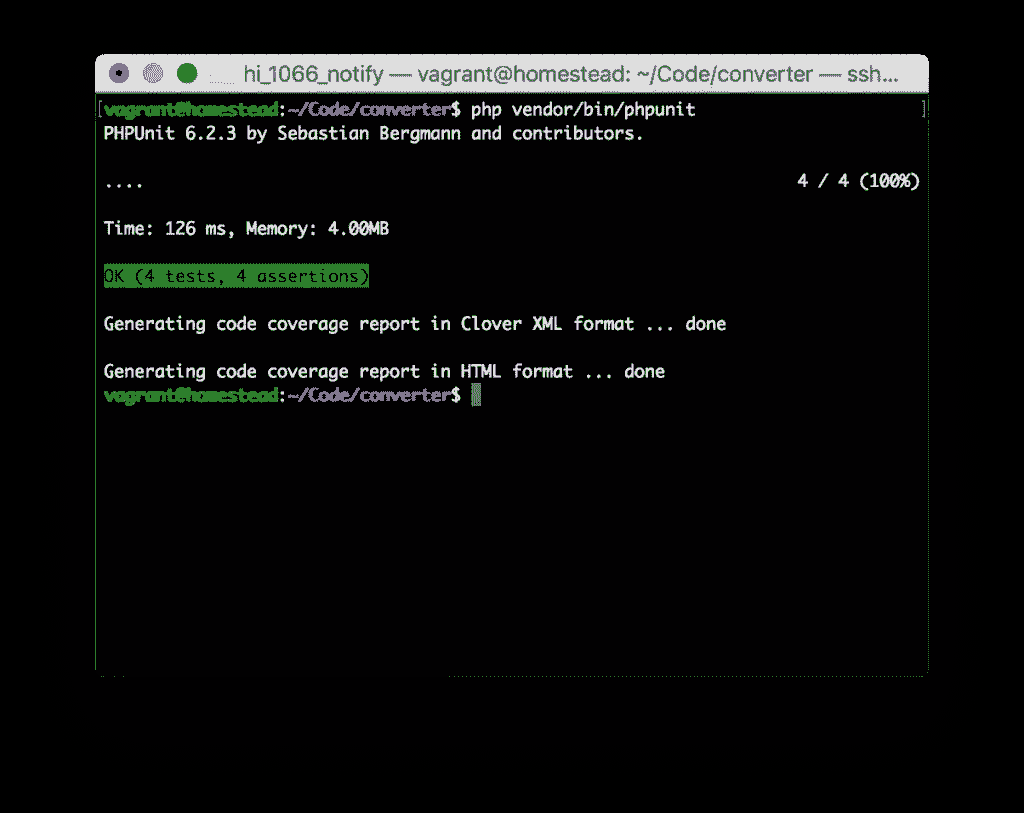 hi_1066_notify — vagrant@homestead: ~/Code/converter — ssh...
[vagrant@homestead:~/Code/converter$ php vendor/bin/phpunit ]
PHPUnit 6.2.3 by Sebastian Bergmann and contributors.
.... 4 / 4 (100%)
Time: 126 ms, Memory: 4.00MB
OK (4 tests, 4 assertions)
Generating code coverage report in Clover XML format ... done
Generating code coverage report in HTML format ... done
vagrant@homestead:~/Code/converter$